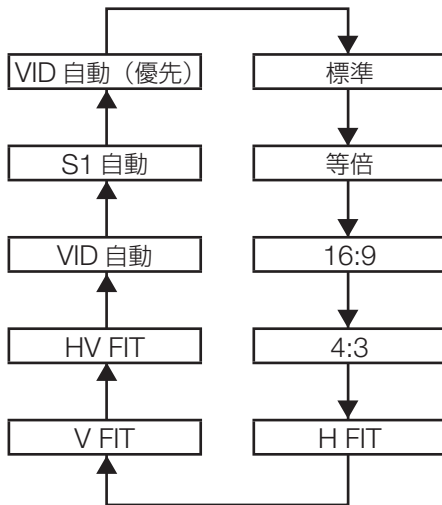 VID 自動（優先）
標準
S1 自動
等倍
VID 自動
16:9
HV FIT
4:3
V FIT
H FIT